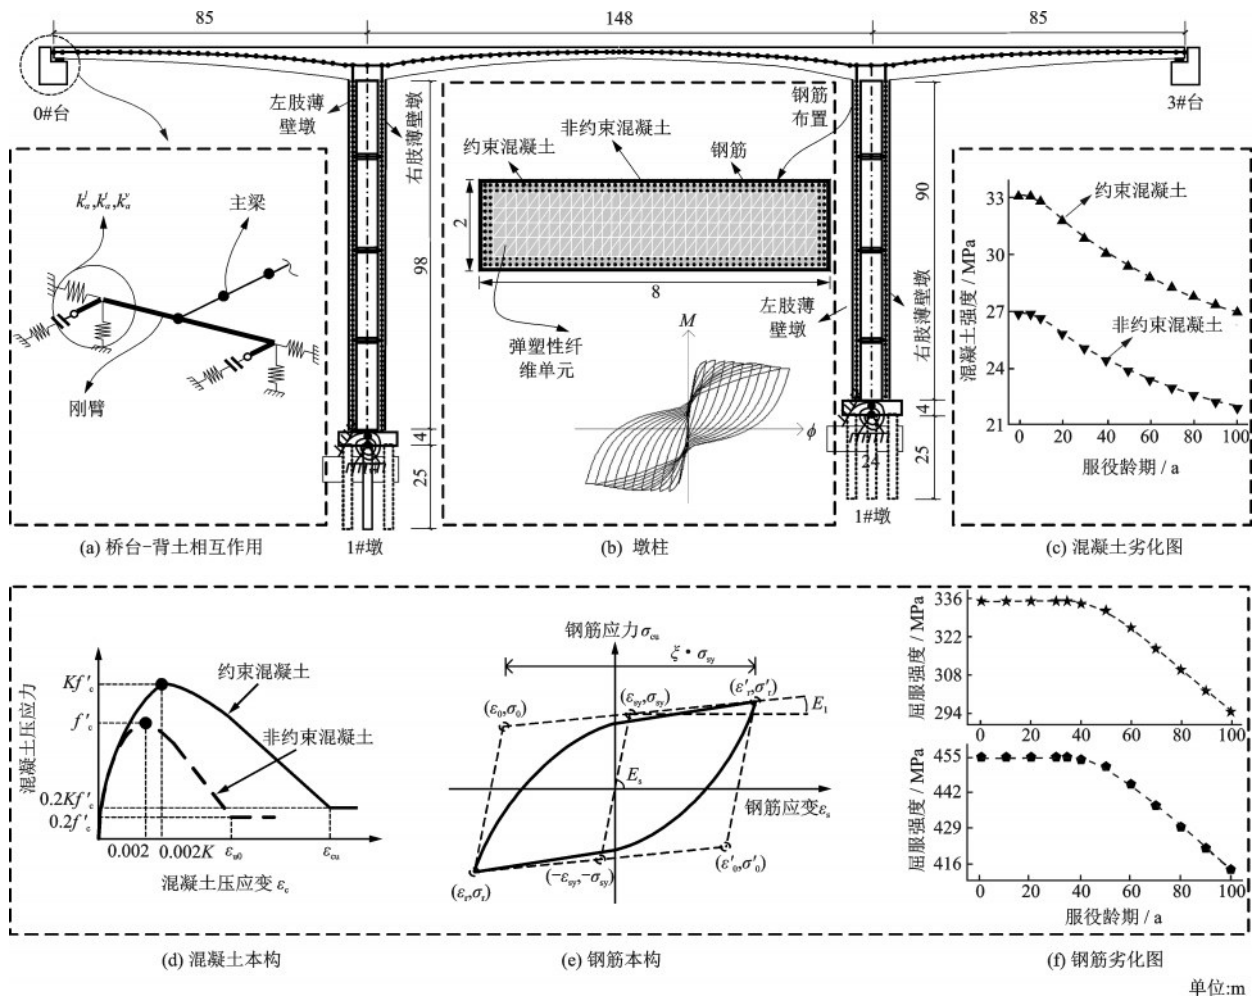 85
148
85
0#台
3#台
左肢薄
壁墩
右肢薄壁墩
钢筋
布置
非约束混凝土
约束混凝土
钢筋
2
8
弹塑性纤
维单元
M
ϕ
左肢薄
壁墩
右肢薄壁墩
98
4
25
90
4
25
24
1#墩
1#墩
主梁
刚臂
(a) 桥台-背土相互作用
(b) 墩柱
混凝土强度 / MPa
33
30
27
24
21
约束混凝土
非约束混凝土
0 20 40 60 80 100
服役龄期 / a
(c) 混凝土劣化图
混凝土压应力
Kf′c
f′c
0.2Kf′c
0.2f′c
约束混凝土
非约束混凝土
0.002
0.002K
εu0
εcu
混凝土压应变 εc
(d) 混凝土本构
钢筋应力σcu
ξ·σsy
(ε0,σ0)
(εsy,σsy)
(ε′r,σ′r)
E1
Es
钢筋应变εs
(εr,σr)
(−εsy,−σsy)
(ε′0,σ′0)
(e) 钢筋本构
屈服强度 / MPa
336
322
308
294
屈服强度 / MPa
455
442
429
416
0 20 40 60 80 100
服役龄期 / a
(f) 钢筋劣化图
单位:m